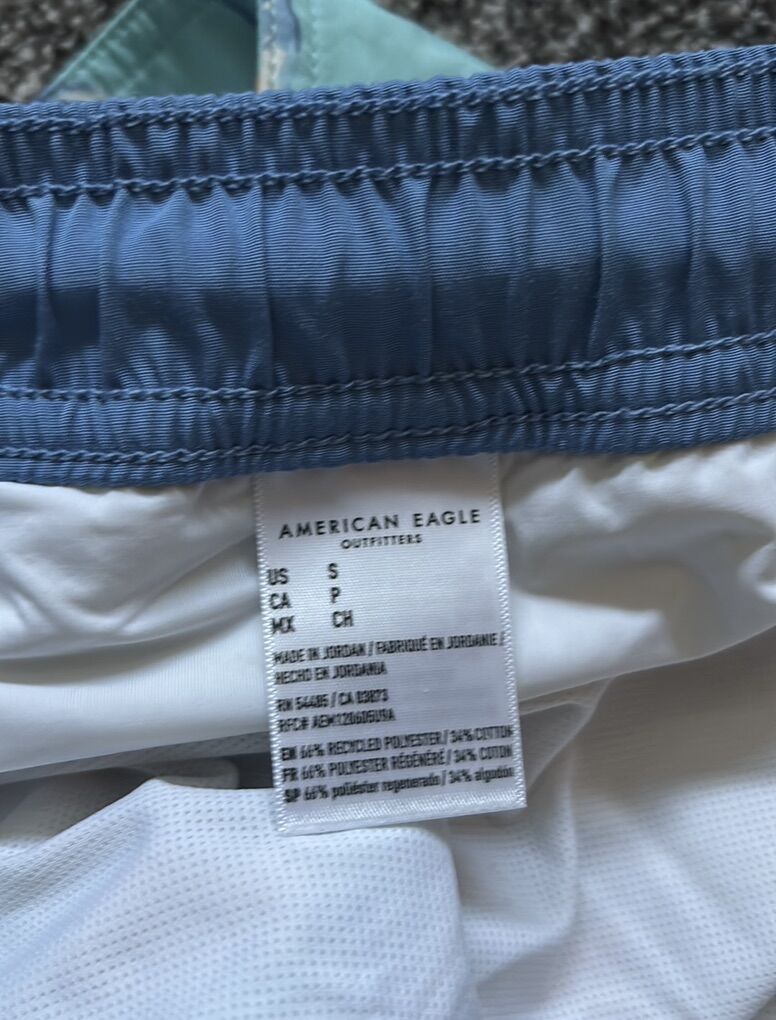 AMERICAN EAGLE
OUTFITTERS
US S
CA P
MX CH
MADE IN JORDAN / FABRIQUÉ EN JORDANIE /
HECHO EN JORDANIA
RN 54485 / CA 03873
RFC# AEM120605U9A
EN 66% RECYCLED POLYESTER / 34% COTTON
FR 66% POLYESTER RÉGÉNÉRÉ / 34% COTON
SP 66% poliéster regenerado / 34% algodón